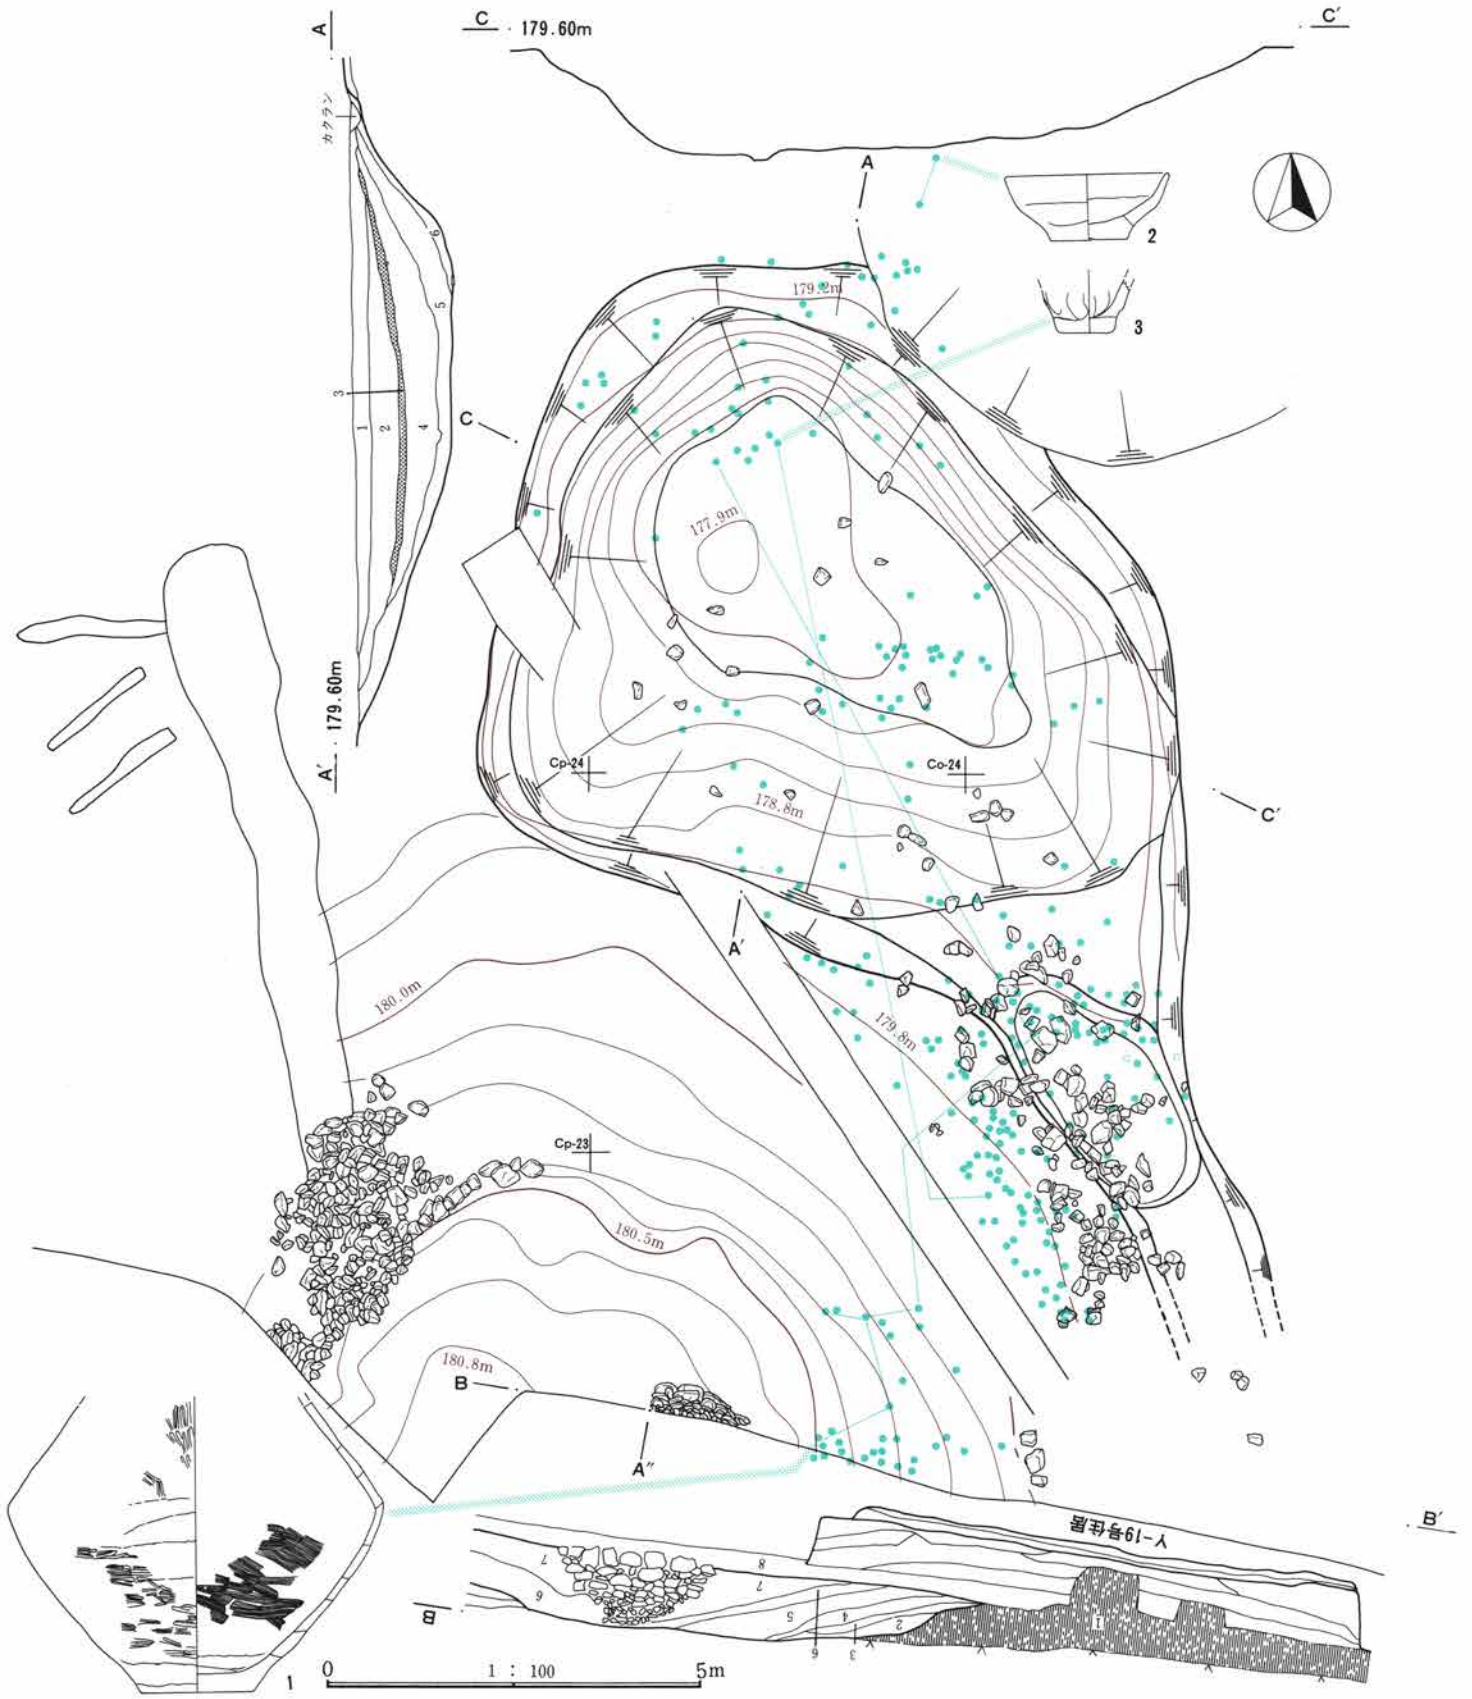 A
C
179.60m
C′
カクラン
A
2
3
179.2m
6
5
3
1
2
4
C
177.9m
179.60m
A′
Cp-24
Co-24
178.8m
C′
A′
180.0m
179.8m
Cp-23
180.5m
180.8m
B
A″
B′
Y-19号住居
7
8
7
6
5
4
2
1
6
3
B
1
0
1 : 100
5m